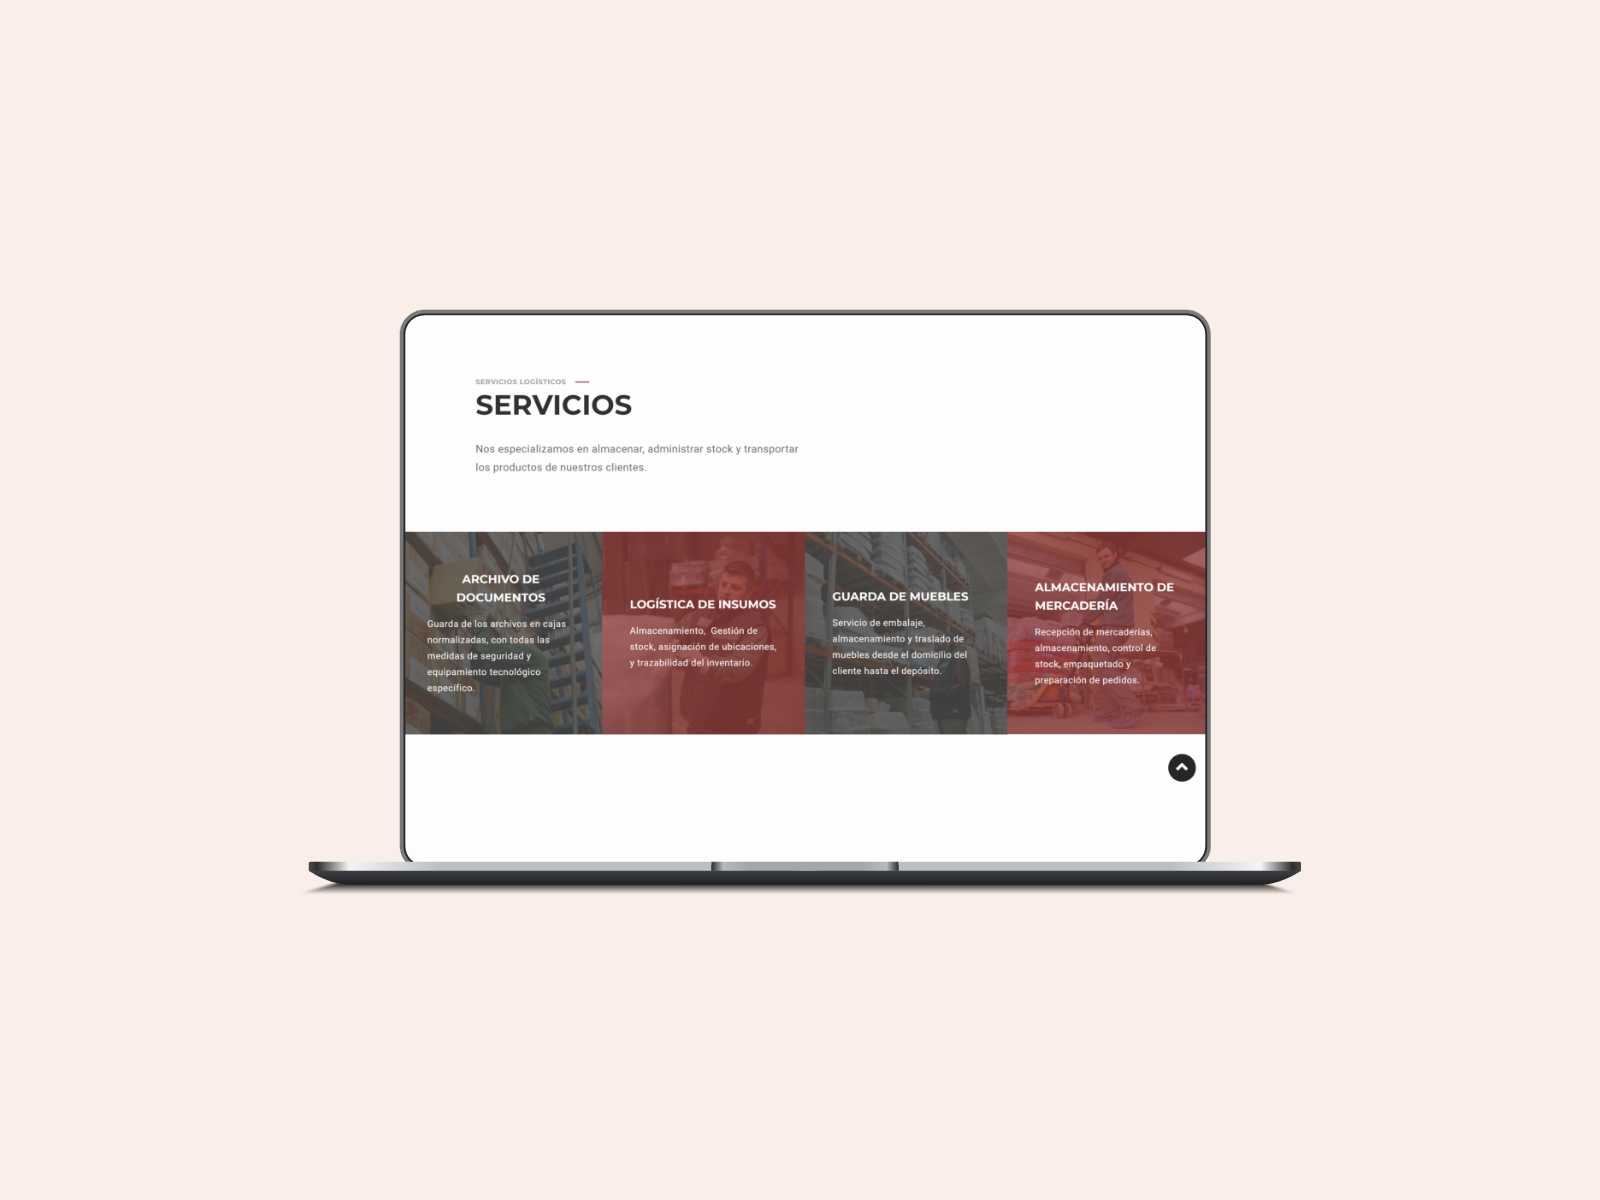 SERVICIOS LOGÍSTICOS
SERVICIOS
Nos especializamos en almacenar, administrar stock y transportar
los productos de nuestros clientes.
ARCHIVO DE
DOCUMENTOS
Guarda de los archivos en cajas
normalizadas, con todas las
medidas de seguridad y
equipamiento tecnológico
específico.
LOGÍSTICA DE INSUMOS
Almacenamiento, Gestión de
stock, asignación de ubicaciones,
y trazabilidad del inventario.
GUARDA DE MUEBLES
Servicio de embalaje,
almacenamiento y traslado de
muebles desde el domicilio del
cliente hasta el depósito.
ALMACENAMIENTO DE
MERCADERÍA
Recepción de mercaderías,
almacenamiento, control de
stock, empaquetado y
preparación de pedidos.